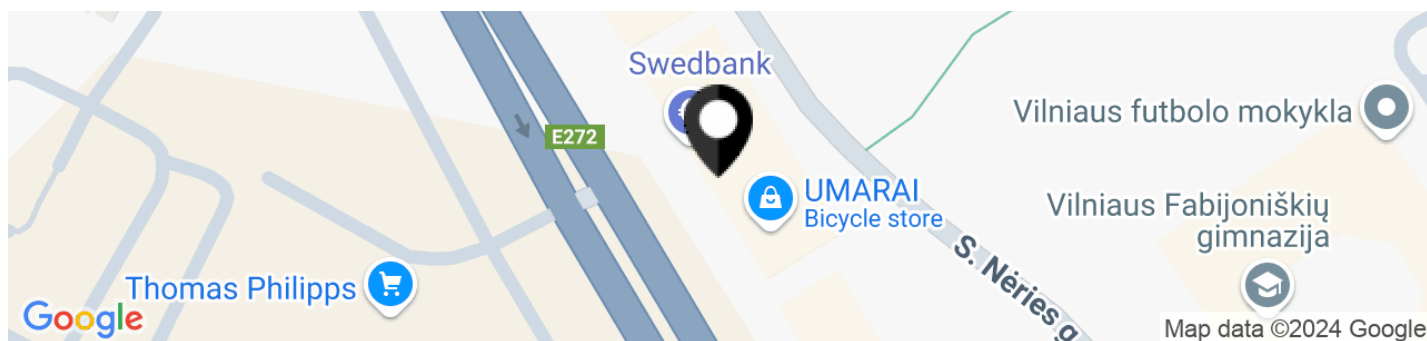 Swedbank
E272
Vilniaus futbolo mokykla
UMARAI
Bicycle store
Vilniaus Fabijoniškių
gimnazija
S. Nėries g
Thomas Philipps
Google
Map data ©2024 Google